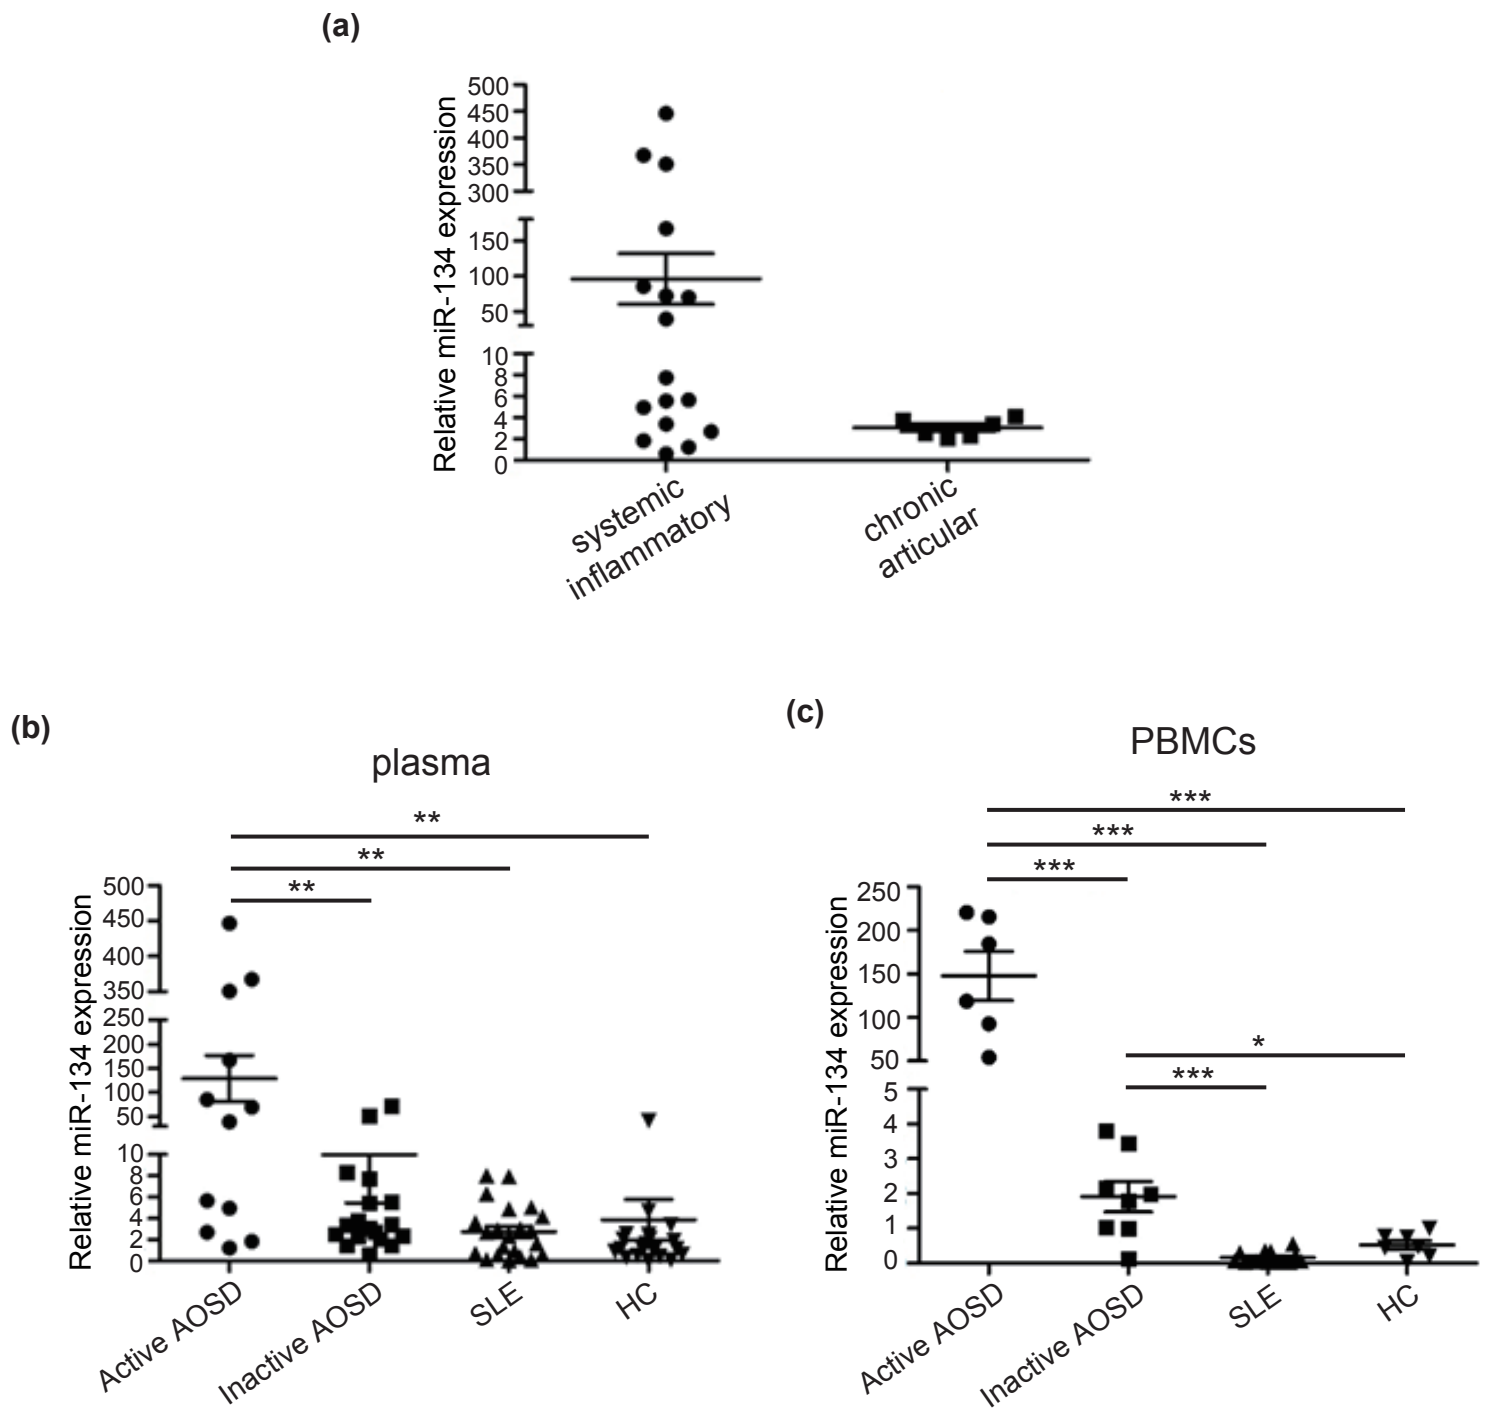 (a)
Relative miR-134 expression
500
450
400
350
300
150
100
50
10
8
6
4
2
0
systemic
inflammatory
chronic
articular
(b)
plasma
**
**
**
Relative miR-134 expression
500
450
400
350
250
200
150
100
50
10
8
6
4
2
0
Active AOSD
Inactive AOSD
SLE
HC
(c)
PBMCs
***
***
***
*
***
Relative miR-134 expression
250
200
150
100
50
5
4
3
2
1
0
Active AOSD
Inactive AOSD
SLE
HC